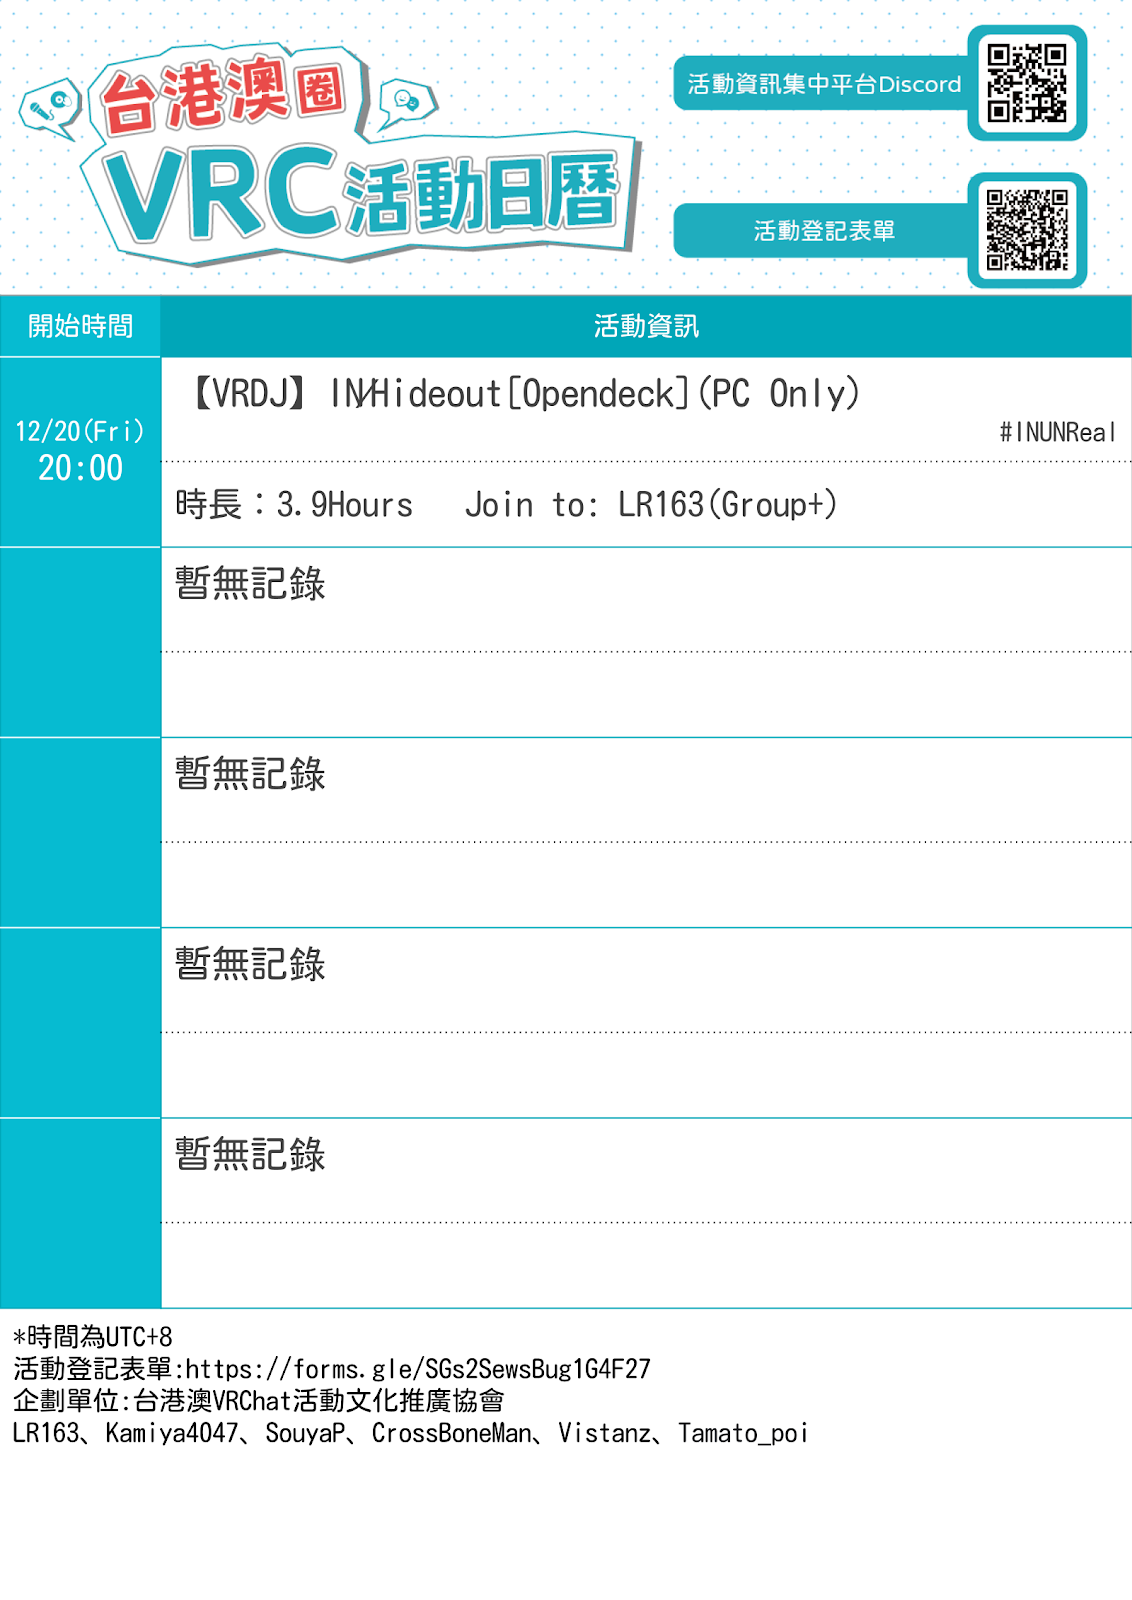 台港澳圈
VRC活動日曆
活動資訊集中平台Discord
活動登記表單
開始時間
活動資訊
12/20(Fri)
20:00
【VRDJ】IN/Hideout[Opendeck](PC Only)
#INUNReal
時長：3.9Hours Join to: LR163(Group+)
暫無記錄
暫無記錄
暫無記錄
暫無記錄
*時間為UTC+8
活動登記表單:https://forms.gle/SGs2SewsBug1G4F27
企劃單位:台港澳VRChat活動文化推廣協會
LR163、Kamiya4047、SouyaP、CrossBoneMan、Vistanz、Tamato_poi